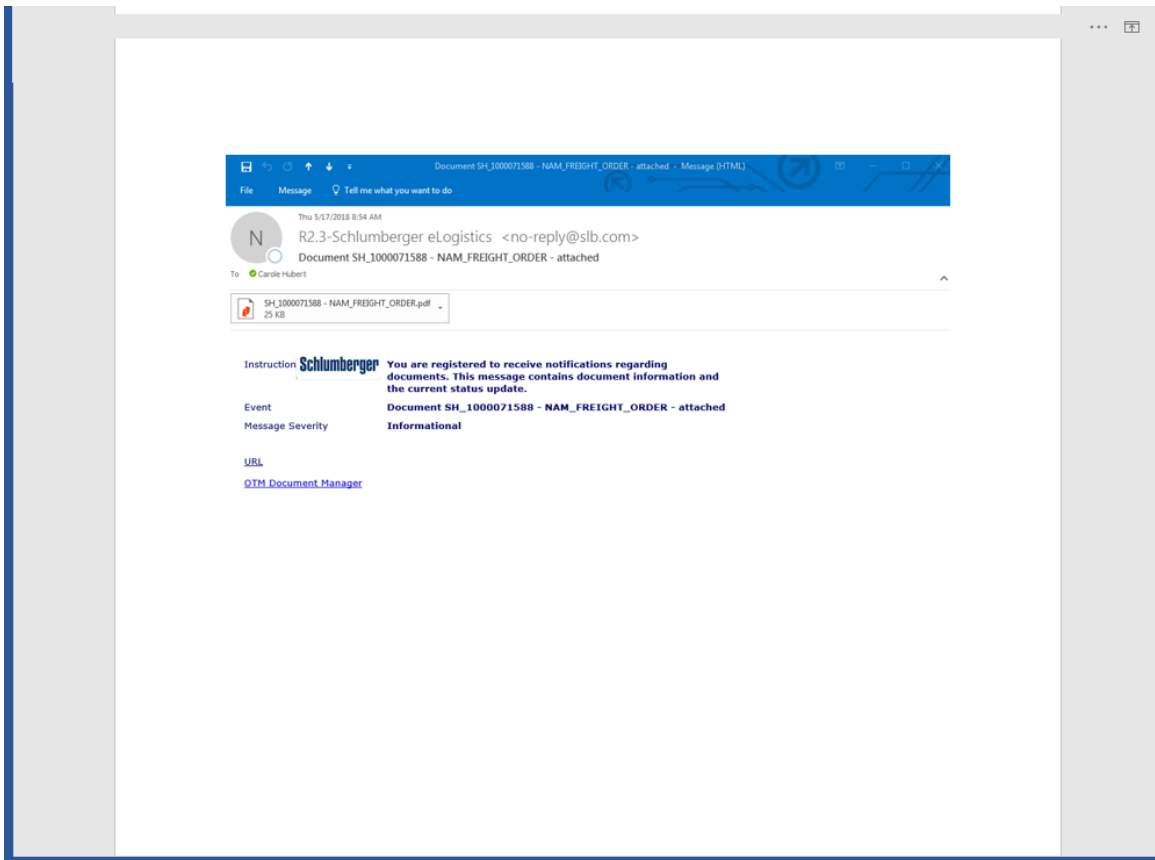 Document SH_1000071588 - NAM_FREIGHT_ORDER - attached - Message (HTML)
File Message Tell me what you want to do
Thu 5/17/2018 8:54 AM
N
R2.3-Schlumberger eLogistics <no-reply@slb.com>
Document SH_1000071588 - NAM_FREIGHT_ORDER - attached
To Carole Hubert
SH_1000071588 - NAM_FREIGHT_ORDER.pdf
25 KB
Instruction Schlumberger You are registered to receive notifications regarding
documents. This message contains document information and
the current status update.
Event Document SH_1000071588 - NAM_FREIGHT_ORDER - attached
Message Severity Informational
URL
OTM Document Manager